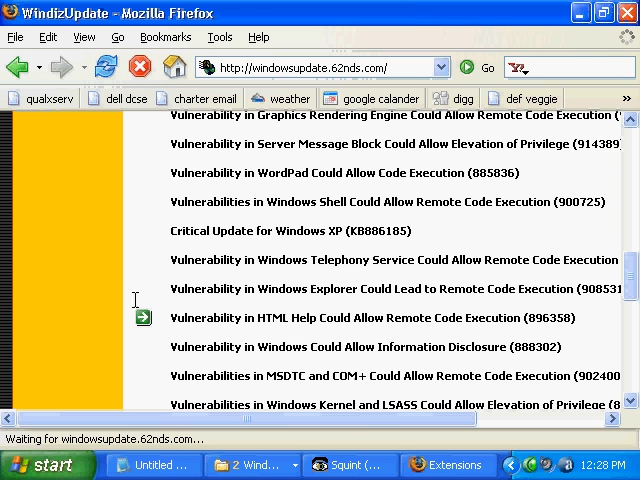 WindizUpdate - Mozilla Firefox
File Edit View Go Bookmarks Tools Help
http://windowsupdate.62nds.com/ Go Y!
qualxserv dell dcse charter email weather google calander digg def veggie »
Vulnerability in Graphics Rendering Engine Could Allow Remote Code Execution (
Vulnerability in Server Message Block Could Allow Elevation of Privilege (914389)
Vulnerability in WordPad Could Allow Code Execution (885836)
Vulnerabilities in Windows Shell Could Allow Remote Code Execution (900725)
Critical Update for Windows XP (KB886185)
Vulnerability in Windows Telephony Service Could Allow Remote Code Execution
Vulnerability in Windows Explorer Could Lead to Remote Code Execution (908531
Vulnerability in HTML Help Could Allow Remote Code Execution (896358)
Vulnerability in Windows Could Allow Information Disclosure (888302)
Vulnerabilities in MSDTC and COM+ Could Allow Remote Code Execution (902400
Vulnerabilities in Windows Kernel and LSASS Could Allow Elevation of Privilege (8
Waiting for windowsupdate.62nds.com...
start Untitled ... 2 Wind... Squint (... Extensions 12:28 PM